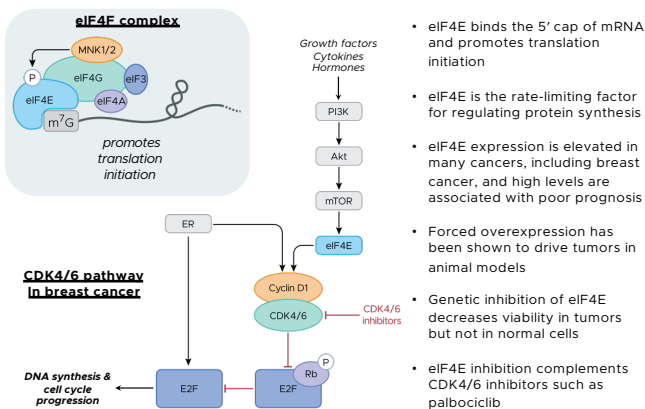 eIF4F complex
MNK1/2
P
eIF4G
eIF3
eIF4E
eIF4A
m7G
promotes
translation
initiation
Growth factors
Cytokines
Hormones
PI3K
Akt
mTOR
eIF4E
ER
CDK4/6 pathway
In breast cancer
Cyclin D1
CDK4/6
CDK4/6
inhibitors
P
Rb
E2F
E2F
DNA synthesis &
cell cycle
progression
• eIF4E binds the 5′ cap of mRNA
and promotes translation
initiation
• eIF4E is the rate-limiting factor
for regulating protein synthesis
• eIF4E expression is elevated in
many cancers, including breast
cancer, and high levels are
associated with poor prognosis
• Forced overexpression has
been shown to drive tumors in
animal models
• Genetic inhibition of eIF4E
decreases viability in tumors
but not in normal cells
• eIF4E inhibition complements
CDK4/6 inhibitors such as
palbociclib